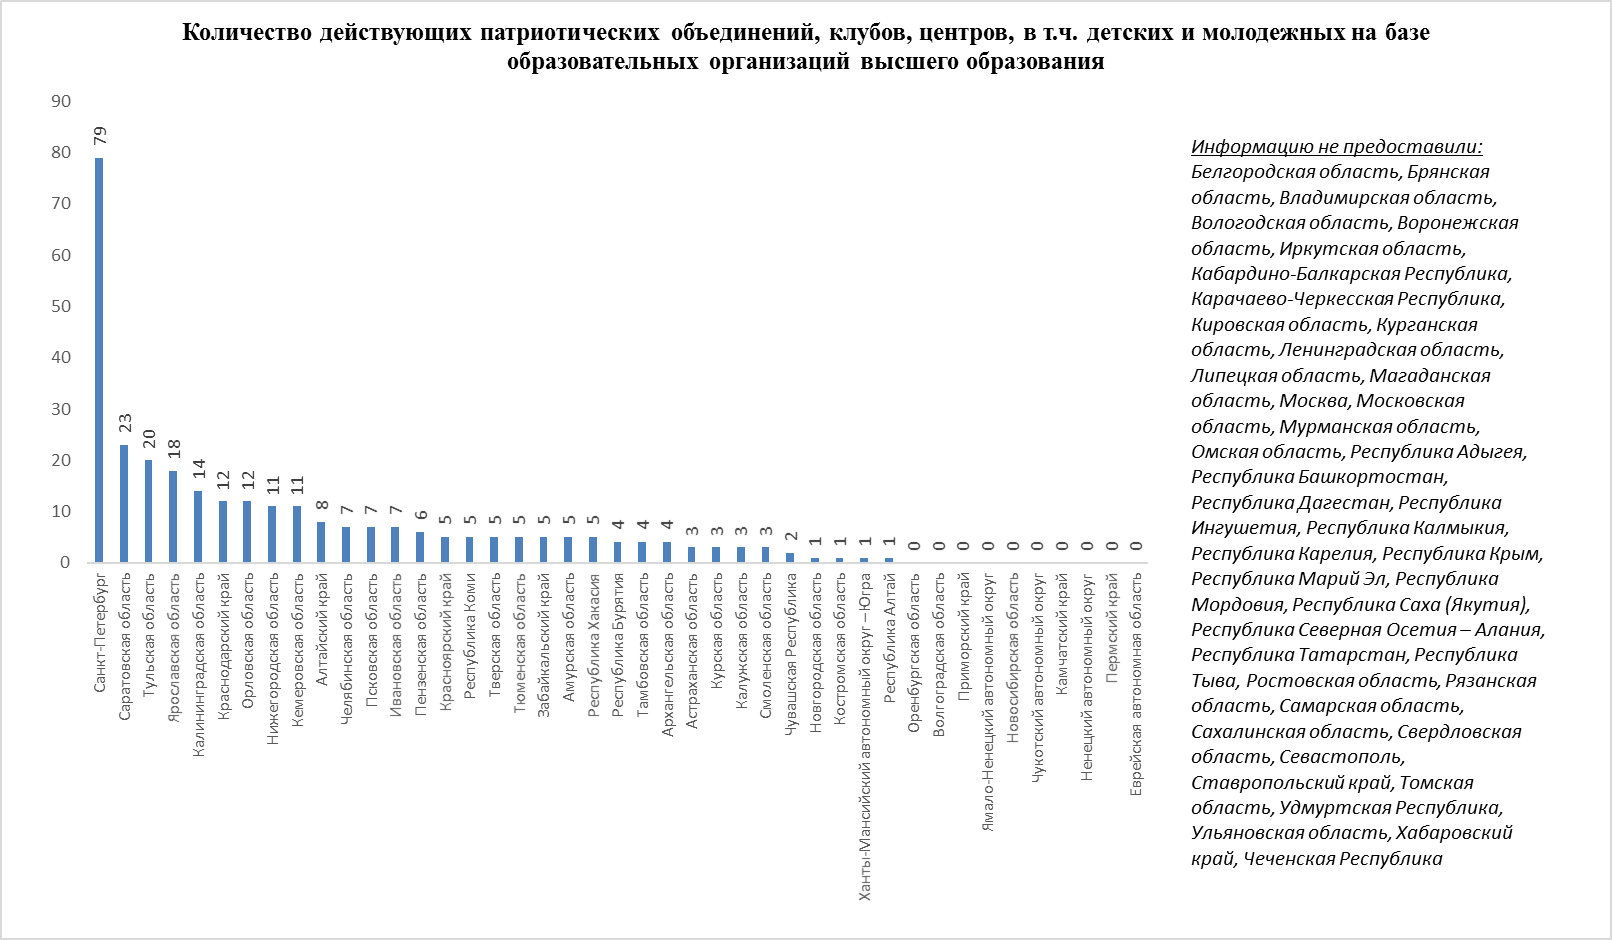 Количество действующих патриотических объединений, клубов, центров, в т.ч. детских и молодежных на базе
образовательных организаций высшего образования
90
80
70
60
50
40
30
20
10
0
79
23
20
18
14
12
12
11
11
8
7
7
7
6
5
5
5
5
5
5
5
4
4
4
3
3
3
3
2
1
1
1
1
0
0
0
0
0
0
0
0
0
0
Санкт-Петербург
Саратовская область
Тульская область
Ярославская область
Калининградская область
Краснодарский край
Орловская область
Нижегородская область
Кемеровская область
Алтайский край
Челябинская область
Псковская область
Ивановская область
Пензенская область
Красноярский край
Республика Коми
Тверская область
Тюменская область
Забайкальский край
Амурская область
Республика Хакасия
Республика Бурятия
Тамбовская область
Архангельская область
Астраханская область
Курская область
Калужская область
Смоленская область
Чувашская Республика
Новгородская область
Костромская область
Ханты-Мансийский автономный округ – Югра
Республика Алтай
Оренбургская область
Волгоградская область
Приморский край
Ямало-Ненецкий автономный округ
Новосибирская область
Чукотский автономный округ
Камчатский край
Ненецкий автономный округ
Пермский край
Еврейская автономная область
Информацию не предоставили:
Белгородская область, Брянская
область, Владимирская область,
Вологодская область, Воронежская
область, Иркутская область,
Кабардино-Балкарская Республика,
Карачаево-Черкесская Республика,
Кировская область, Курганская
область, Ленинградская область,
Липецкая область, Магаданская
область, Москва, Московская
область, Мурманская область,
Омская область, Республика Адыгея,
Республика Башкортостан,
Республика Дагестан, Республика
Ингушетия, Республика Калмыкия,
Республика Карелия, Республика Крым,
Республика Марий Эл, Республика
Мордовия, Республика Саха (Якутия),
Республика Северная Осетия – Алания,
Республика Татарстан, Республика
Тыва, Ростовская область, Рязанская
область, Самарская область,
Сахалинская область, Свердловская
область, Севастополь,
Ставропольский край, Томская
область, Удмуртская Республика,
Ульяновская область, Хабаровский
край, Чеченская Республика